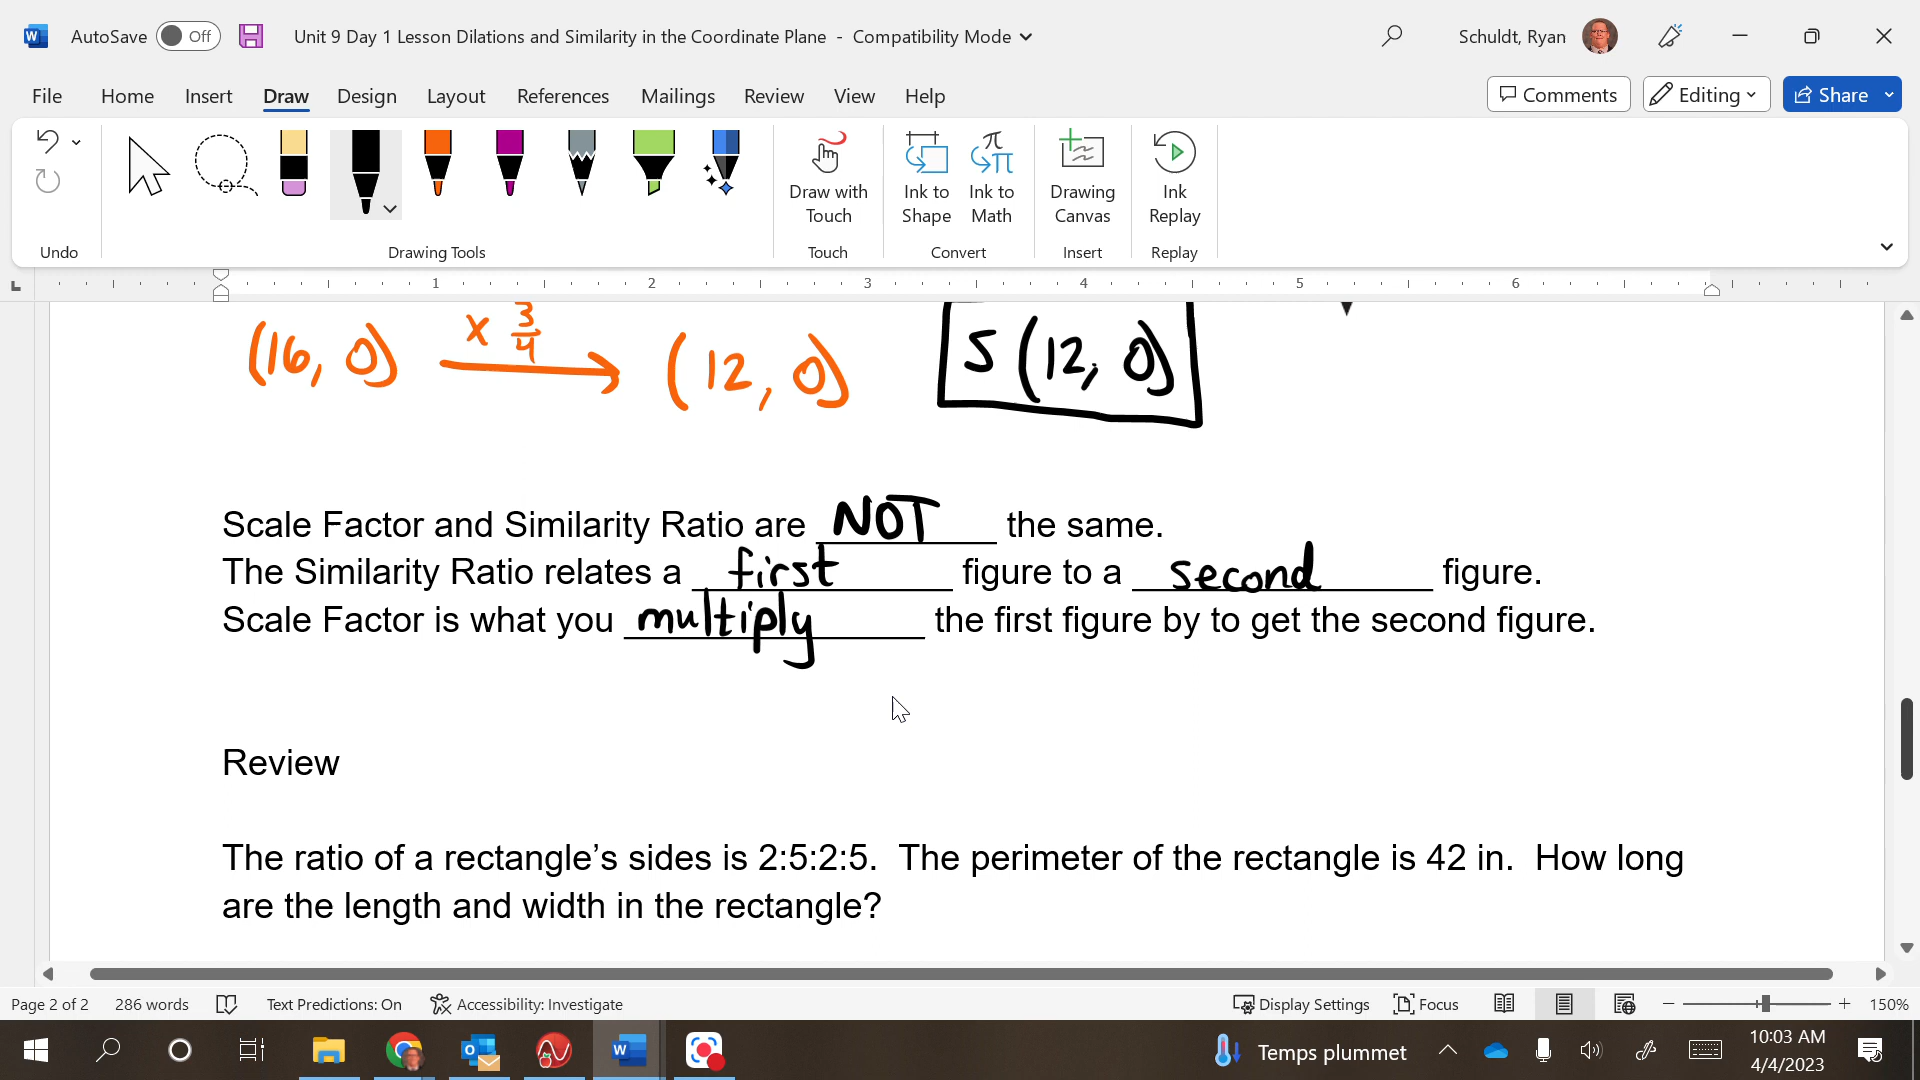 AutoSave Off Unit 9 Day 1 Lesson Dilations and Similarity in the Coordinate Plane - Compatibility Mode Schuldt, Ryan
File Home Insert Draw Design Layout References Mailings Review View Help Comments Editing Share
Draw with Touch
Ink to Shape
Ink to Math
Drawing Canvas
Ink Replay
Undo Drawing Tools Touch Convert Insert Replay
1 2 3 4 5 6
(16, 0) x 3/4 (12, 0) S (12, 0)
Scale Factor and Similarity Ratio are NOT the same.
The Similarity Ratio relates a first figure to a second figure.
Scale Factor is what you multiply the first figure by to get the second figure.
Review
The ratio of a rectangle’s sides is 2:5:2:5. The perimeter of the rectangle is 42 in. How long
are the length and width in the rectangle?
Page 2 of 2 286 words Text Predictions: On Accessibility: Investigate Display Settings Focus 150%
Temps plummet 10:03 AM
4/4/2023